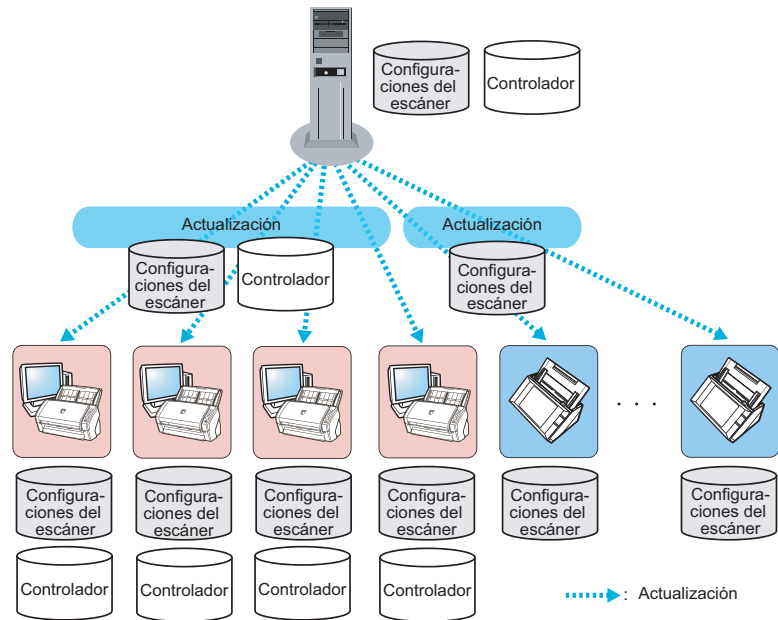 Configura-
ciones del
escáner
Controlador
Actualización
Actualización
Configura-
ciones del
escáner
Controlador
Configura-
ciones del
escáner
. . .
Configura-
ciones del
escáner
Configura-
ciones del
escáner
Configura-
ciones del
escáner
Configura-
ciones del
escáner
Configura-
ciones del
escáner
Configura-
ciones del
escáner
Controlador
Controlador
Controlador
Controlador
: Actualización